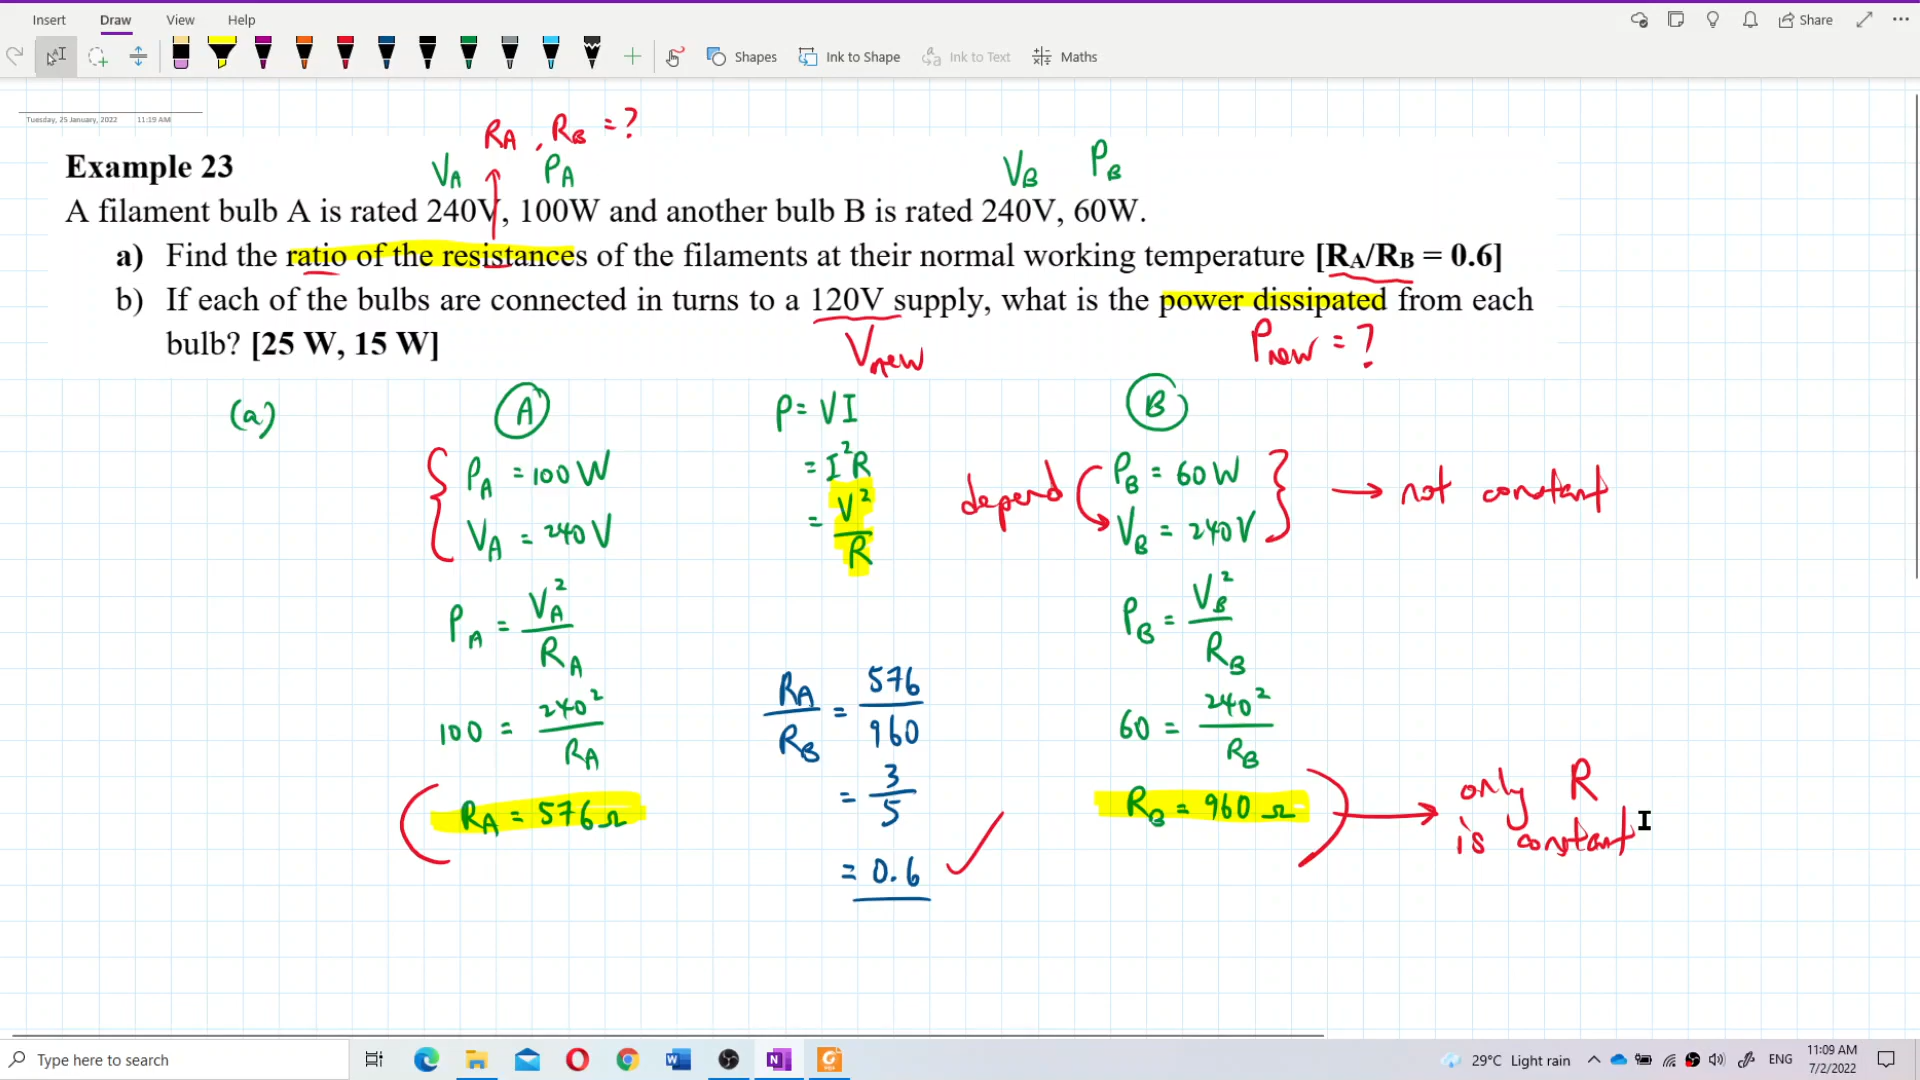 Insert Draw View Help
Share
Shapes Ink to Shape Ink to Text Maths
Tuesday, 25 January, 2022 11:19 AM
RA , RB = ?
VA PA VB PB
Example 23
A filament bulb A is rated 240V, 100W and another bulb B is rated 240V, 60W.
a) Find the ratio of the resistances of the filaments at their normal working temperature [RA/RB = 0.6]
b) If each of the bulbs are connected in turns to a 120V supply, what is the power dissipated from each
bulb? [25 W, 15 W]
Vnew Pnew = ?
(a) A P = VI B
PA = 100W = I²R depend PB = 60W → not constant
VA = 240V = V²/R VB = 240V
PA = VA²/RA PB = VB²/RB
100 = 240²/RA RA/RB = 576/960 60 = 240²/RB
RA = 576Ω = 3/5 RB = 960Ω → only R
is constant
= 0.6
Type here to search
29°C Light rain ENG 11:09 AM
7/2/2022